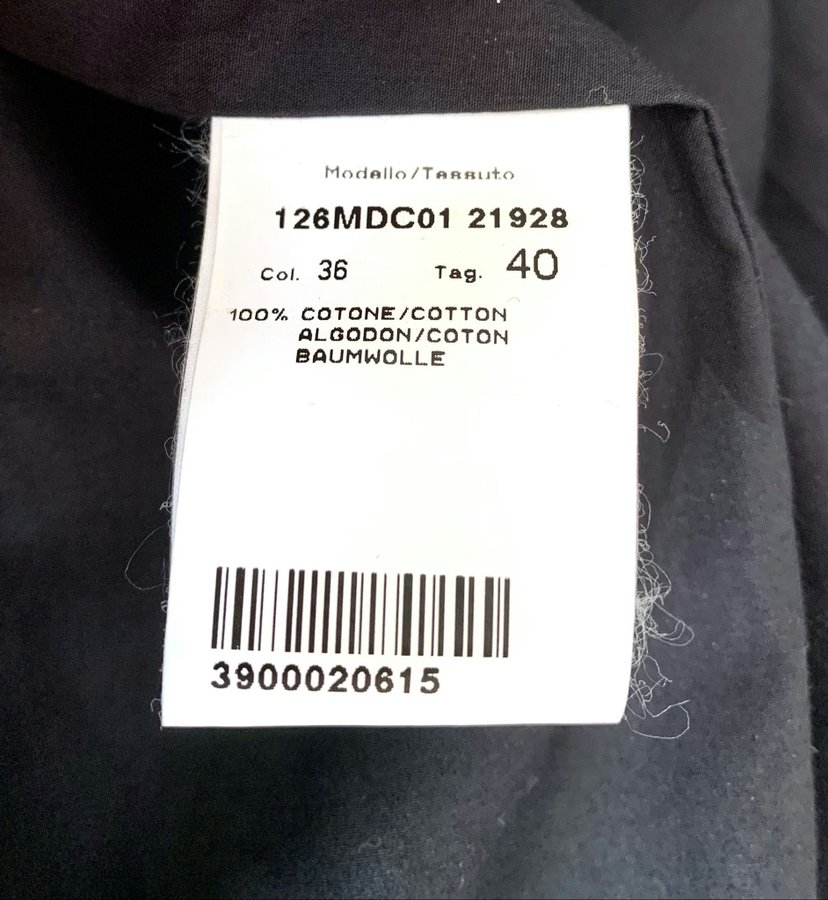 Modello/Tessuto
126MDC01 21928
Col. 36 Tag. 40
100% COTONE/COTTON
ALGODON/COTON
BAUMWOLLE
3900020615